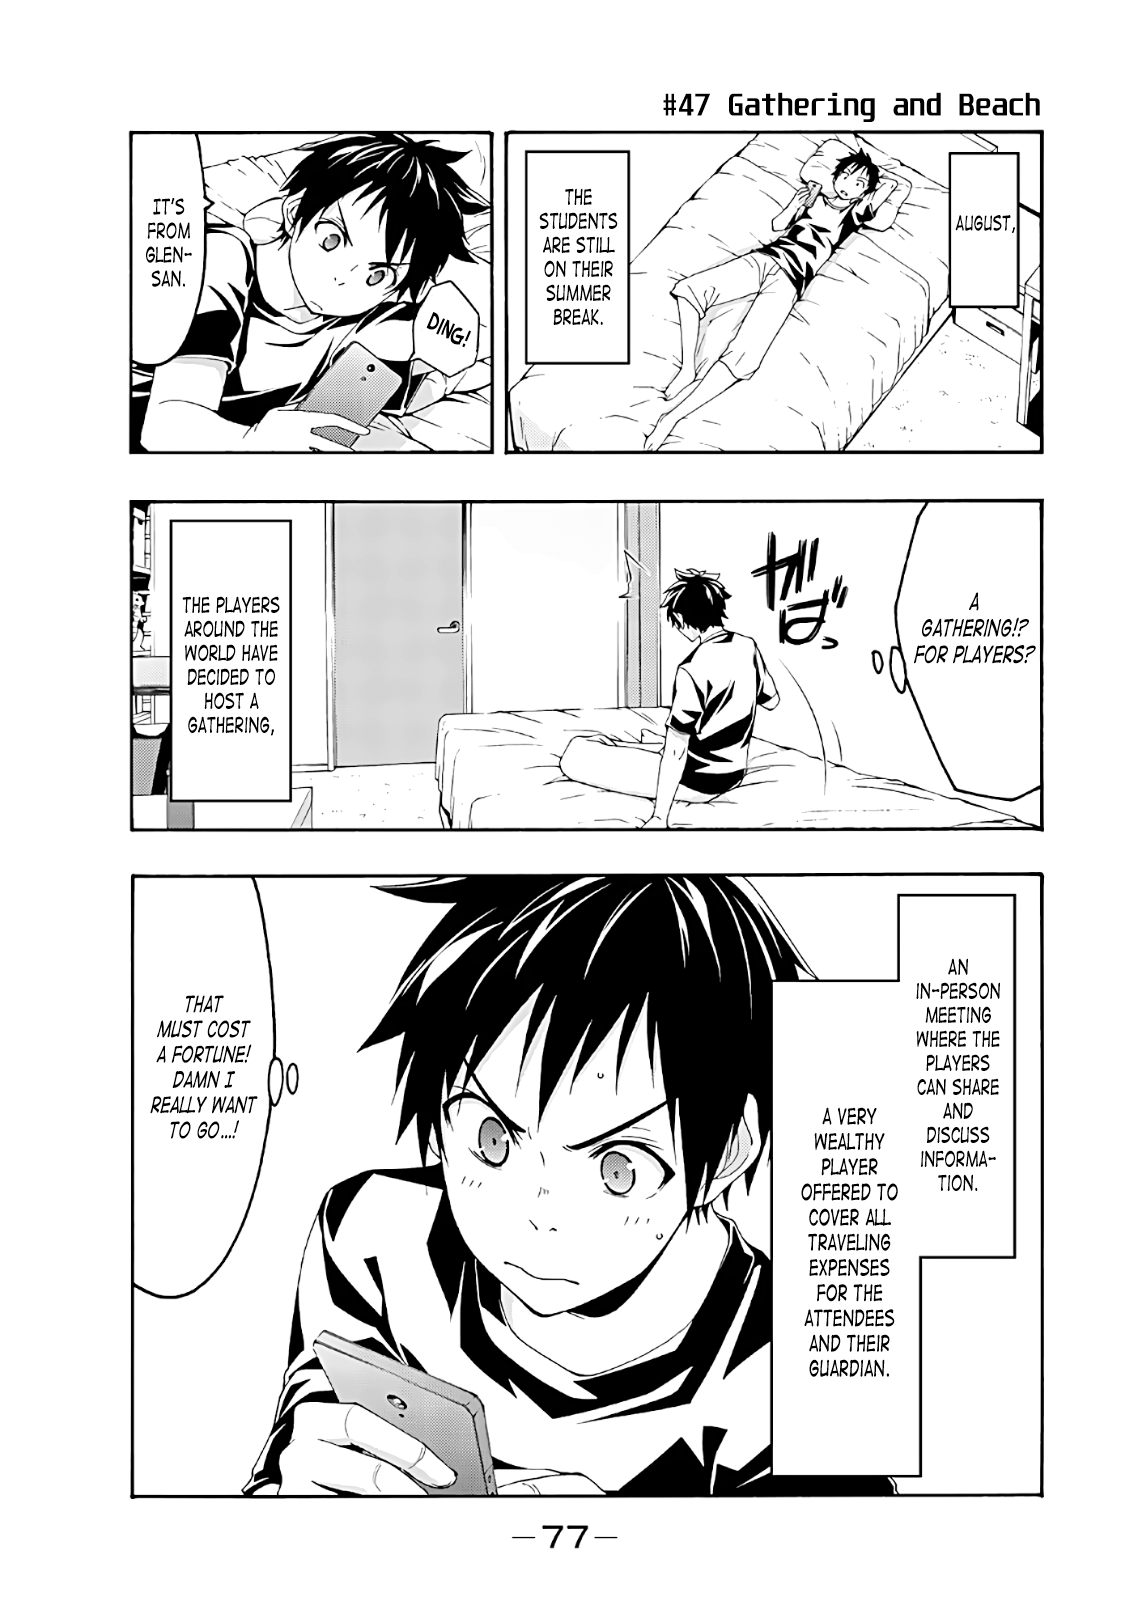 #47 Gathering and Beach
AUGUST,
THE
STUDENTS
ARE STILL
ON THEIR
SUMMER
BREAK.
DING!
IT'S
FROM
GLEN-
SAN.
A
GATHERING!?
FOR PLAYERS?
ガ
バッ
THE PLAYERS
AROUND THE
WORLD HAVE
DECIDED TO
HOST A
GATHERING,
AN
IN-PERSON
MEETING
WHERE THE
PLAYERS
CAN SHARE
AND
DISCUSS
INFORMA-
TION.
A VERY
WEALTHY
PLAYER
OFFERED TO
COVER ALL
TRAVELING
EXPENSES
FOR THE
ATTENDEES
AND THEIR
GUARDIAN.
THAT
MUST COST
A FORTUNE!
DAMN I
REALLY WANT
TO GO...!
—77—